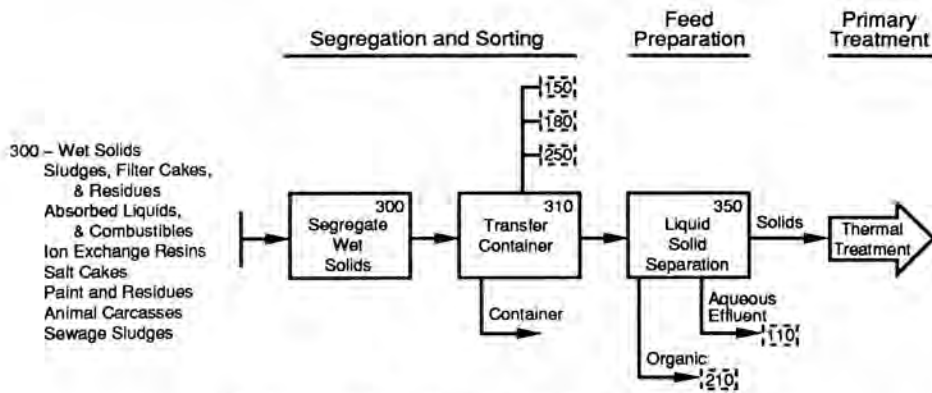 Segregation and Sorting
Feed
Preparation
Primary
Treatment
150
180
250
300 – Wet Solids
Sludges, Filter Cakes,
& Residues
Absorbed Liquids,
& Combustibles
Ion Exchange Resins
Salt Cakes
Paint and Residues
Animal Carcasses
Sewage Sludges
300
Segregate
Wet
Solids
310
Transfer
Container
Container
350
Liquid
Solid
Separation
Solids
Thermal
Treatment
Aqueous
Effluent
110
Organic
210